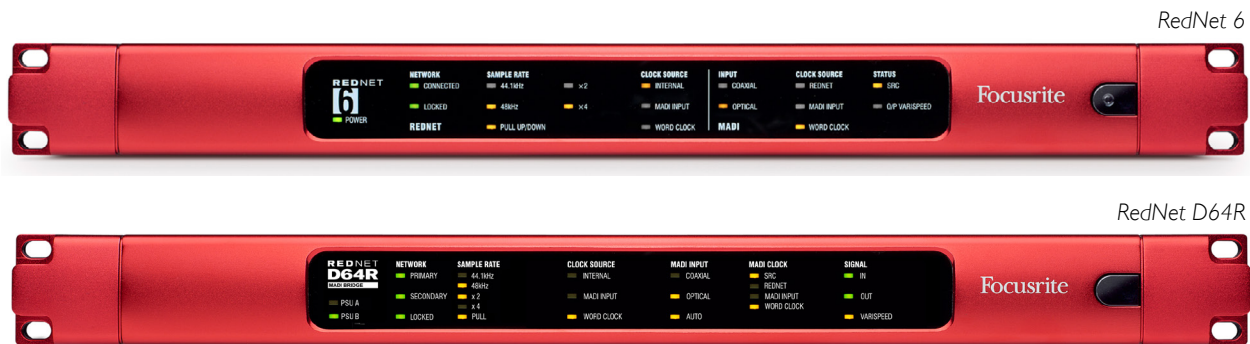 RedNet 6
REDNET
6
POWER
NETWORK
CONNECTED
LOCKED
REDNET
SAMPLE RATE
44.1kHz
×2
48kHz
×4
PULL UP/DOWN
CLOCK SOURCE
INTERNAL
MADI INPUT
WORD CLOCK
INPUT
COAXIAL
OPTICAL
MADI
CLOCK SOURCE
REDNET
MADI INPUT
WORD CLOCK
STATUS
SRC
O/P VARISPEED
Focusrite
RedNet D64R
REDNET
D64R
MADI BRIDGE
PSU A
PSU B
NETWORK
PRIMARY
SECONDARY
LOCKED
SAMPLE RATE
44.1kHz
48kHz
x 2
x 4
PULL
CLOCK SOURCE
INTERNAL
MADI INPUT
WORD CLOCK
MADI INPUT
COAXIAL
OPTICAL
AUTO
MADI CLOCK
SRC
REDNET
MADI INPUT
WORD CLOCK
SIGNAL
IN
OUT
VARISPEED
Focusrite